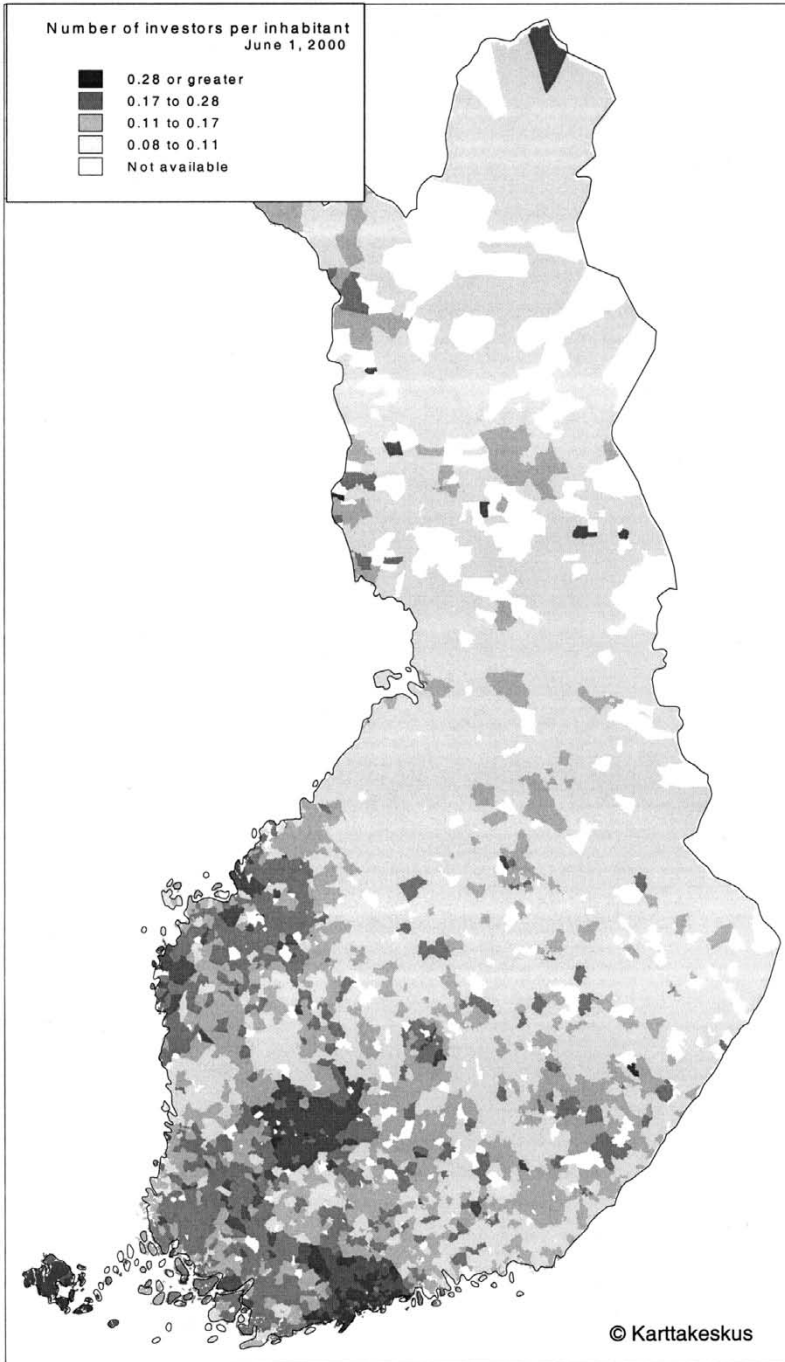 Number of investors per inhabitant
June 1, 2000
0.28 or greater
0.17 to 0.28
0.11 to 0.17
0.08 to 0.11
Not available
© Karttakeskus